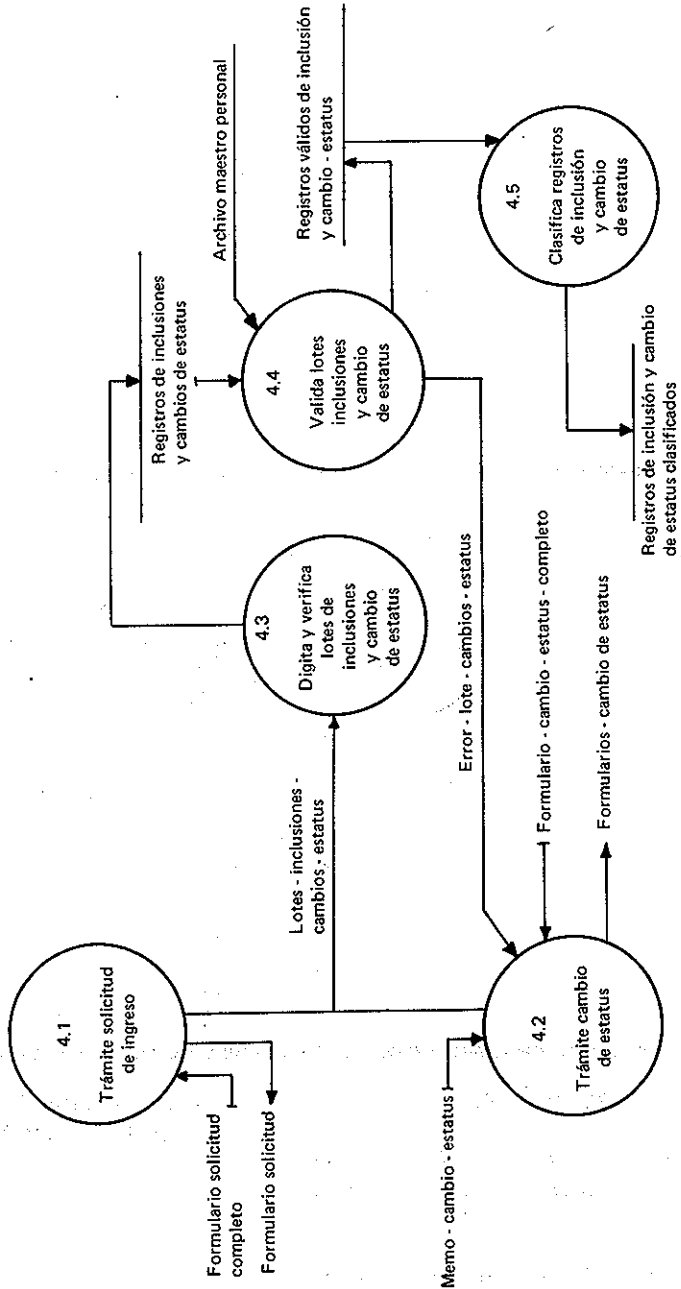 4.1
Trámite solicitud
de ingreso
Formulario solicitud
completo
Formulario solicitud
Lotes - inclusiones -
cambios - estatus
Memo - cambio - estatus
4.2
Trámite cambio
de estatus
Formulario - cambio - estatus - completo
Formularios - cambio de estatus
Error - lote - cambios - estatus
4.3
Digita y verifica
lotes de
inclusiones
y cambio
de estatus
Registros de inclusiones
y cambios de estatus
Archivo maestro personal
4.4
Valida lotes
inclusiones
y cambio
de estatus
Registros válidos de inclusión
y cambio - estatus
4.5
Clasifica registros
de inclusión
y cambio
de estatus
Registros de inclusión y cambio
de estatus clasificados